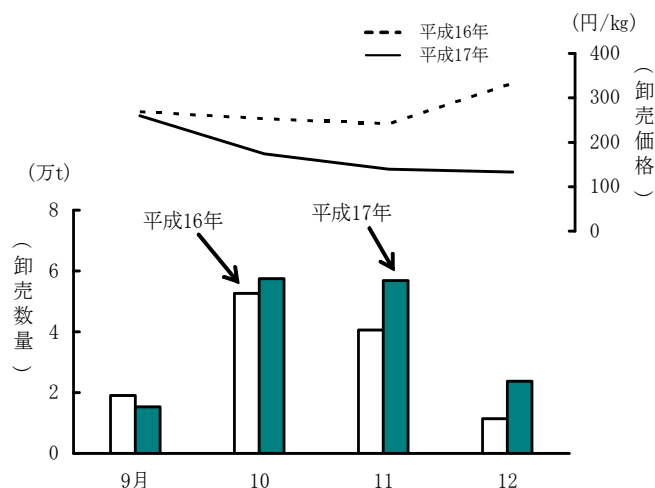 平成16年
平成17年
(円/kg)
400
300
200
100
0
(卸売価格)
(万t)
8
6
4
2
0
(卸売数量)
平成16年
平成17年
9月
10
11
12